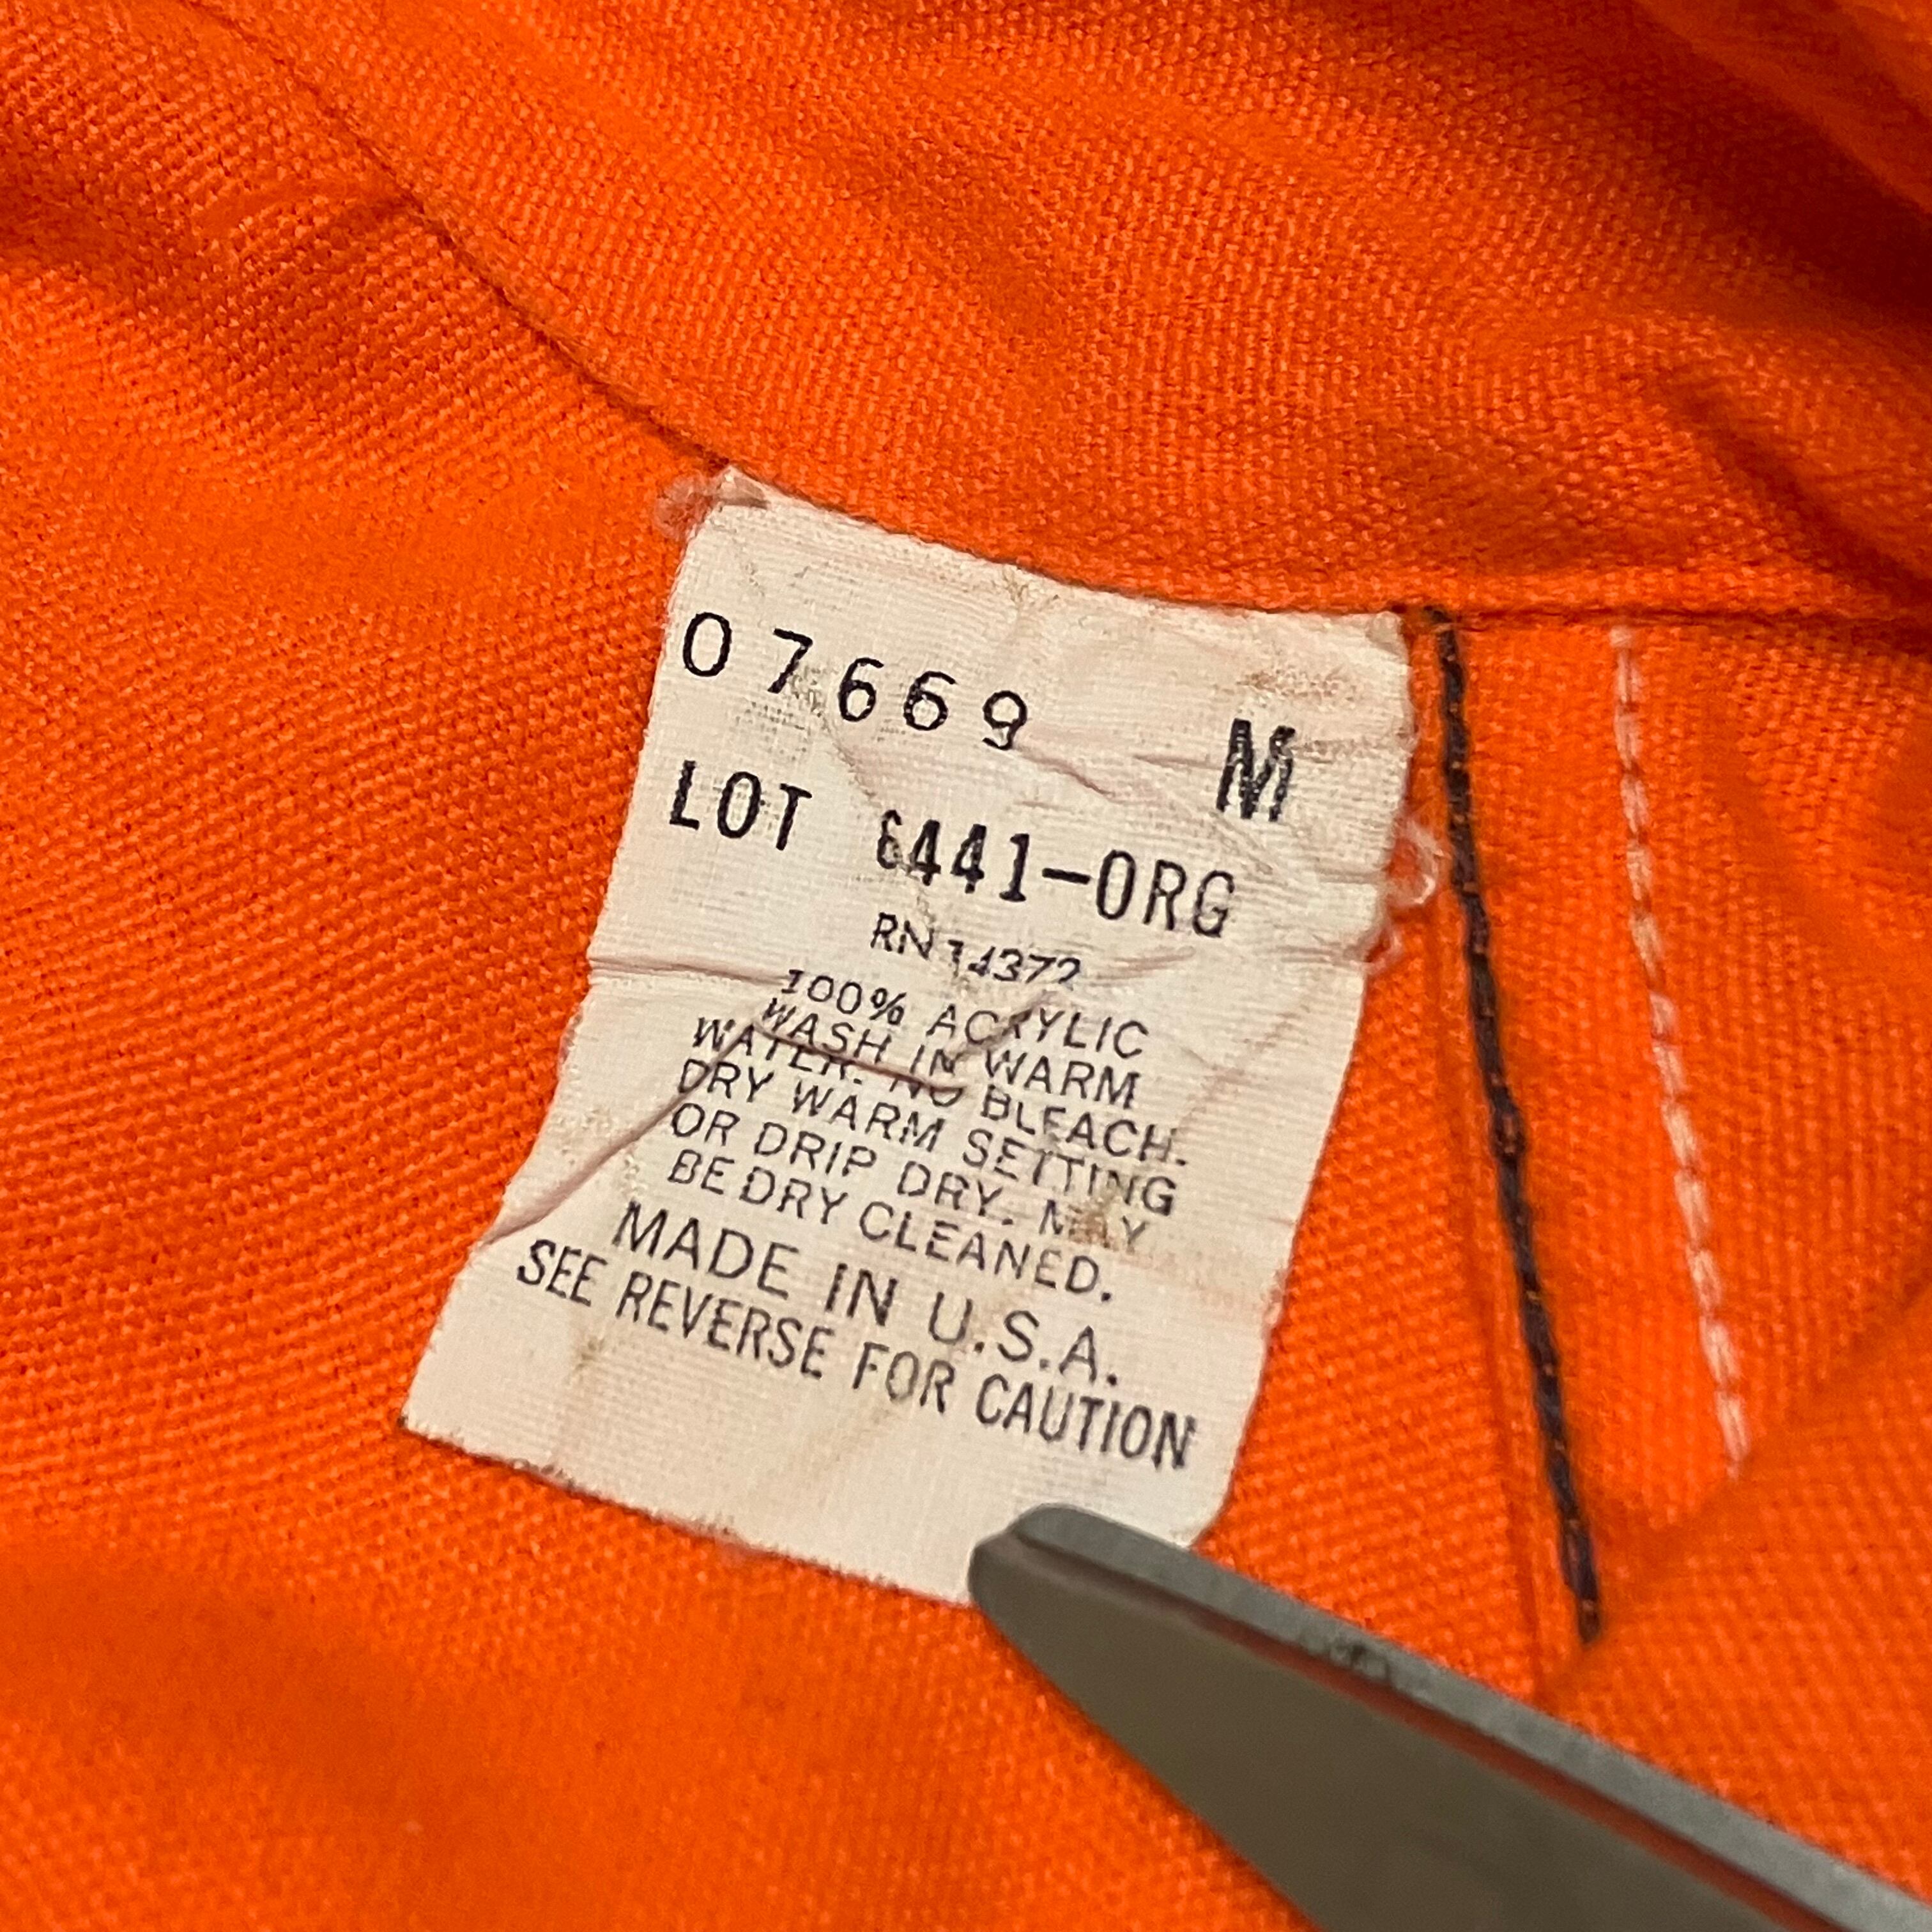 07669 M
LOT 6441-ORG
RN 14372
100% ACRYLIC
WASH IN WARM
WATER. NO BLEACH.
DRY WARM SETTING
OR DRIP DRY. MAY
BE DRY CLEANED.
MADE IN U.S.A.
SEE REVERSE FOR CAUTION